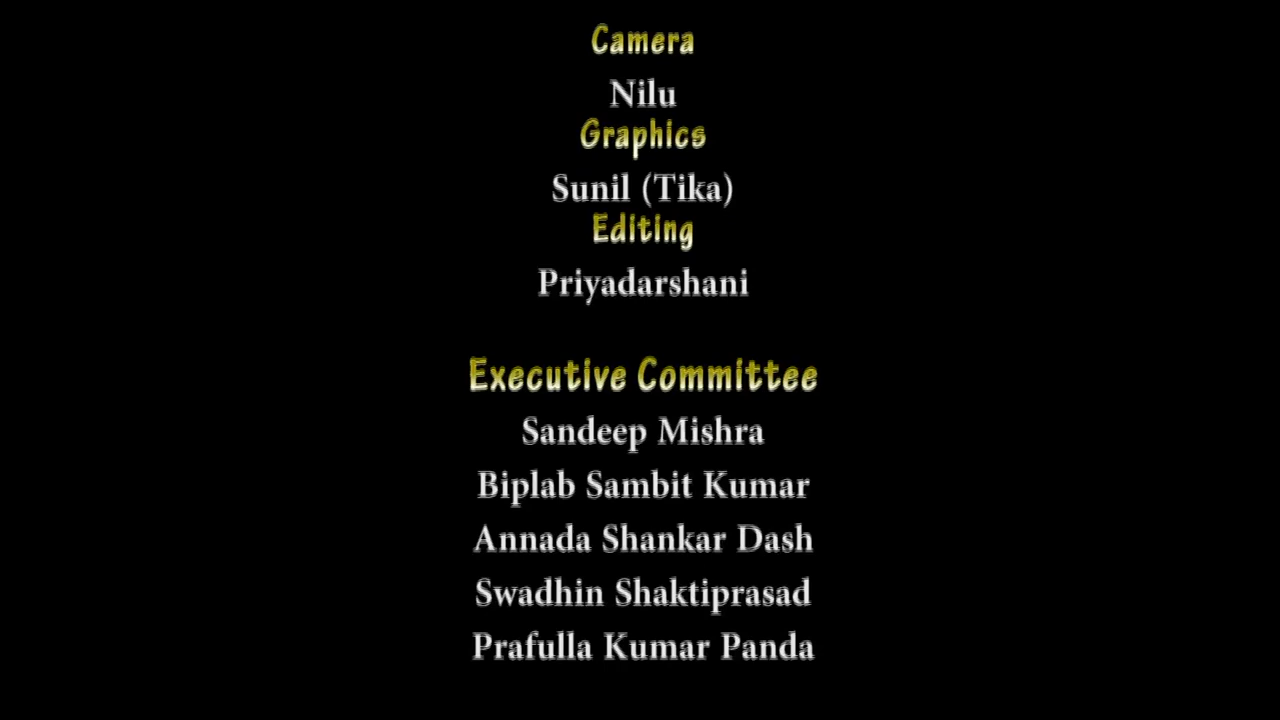 Camera
Nilu
Graphics
Sunil (Tika)
Editing
Priyadarshani
Executive Committee
Sandeep Mishra
Biplab Sambit Kumar
Annada Shankar Dash
Swadhin Shaktiprasad
Prafulla Kumar Panda